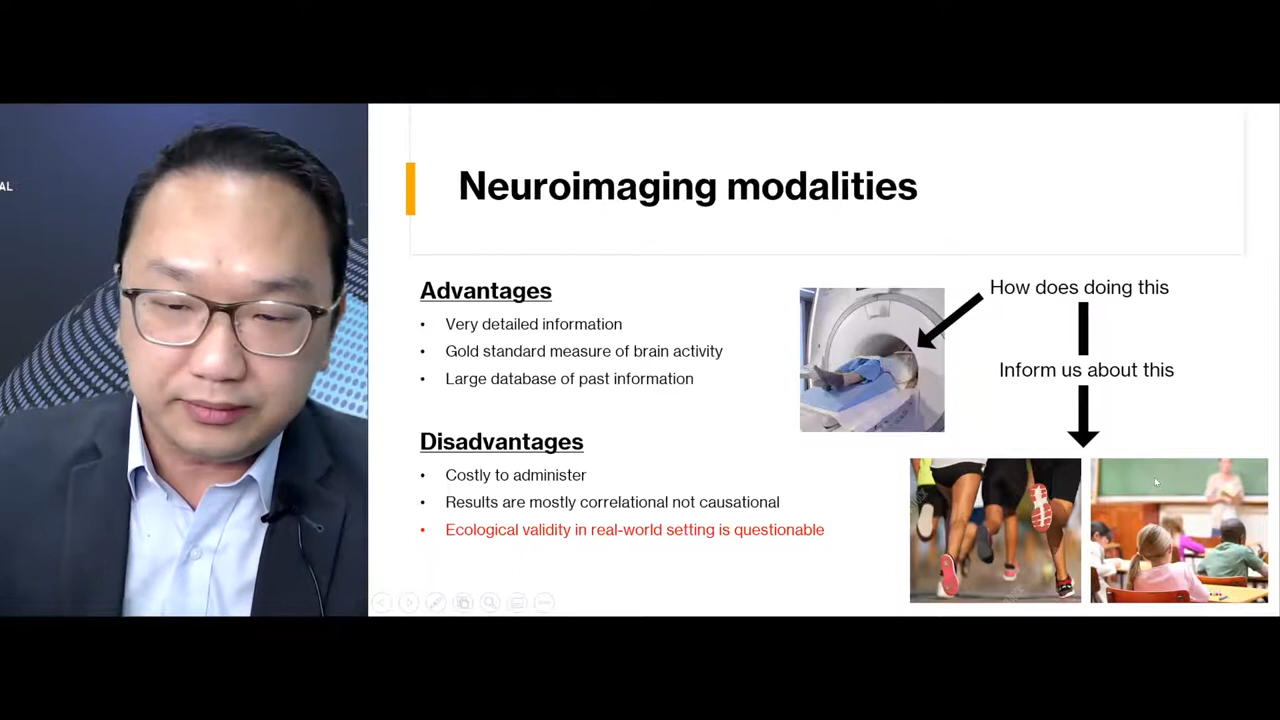 AL
Neuroimaging modalities
Advantages
• Very detailed information
• Gold standard measure of brain activity
• Large database of past information
Disadvantages
• Costly to administer
• Results are mostly correlational not causational
• Ecological validity in real-world setting is questionable
How does doing this
Inform us about this